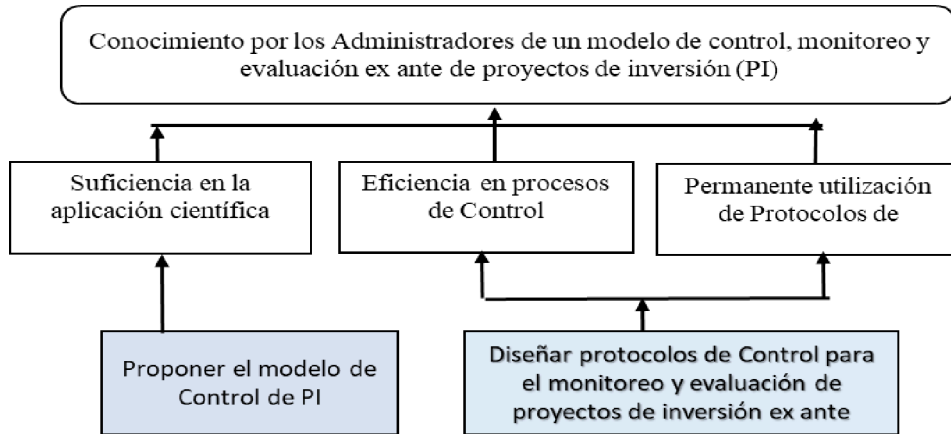 Conocimiento por los Administradores de un modelo de control, monitoreo y
evaluación ex ante de proyectos de inversión (PI)
Suficiencia en la
aplicación científica
Eficiencia en procesos
de Control
Permanente utilización
de Protocolos de
Proponer el modelo de
Control de PI
Diseñar protocolos de Control para
el monitoreo y evaluación de
proyectos de inversión ex ante